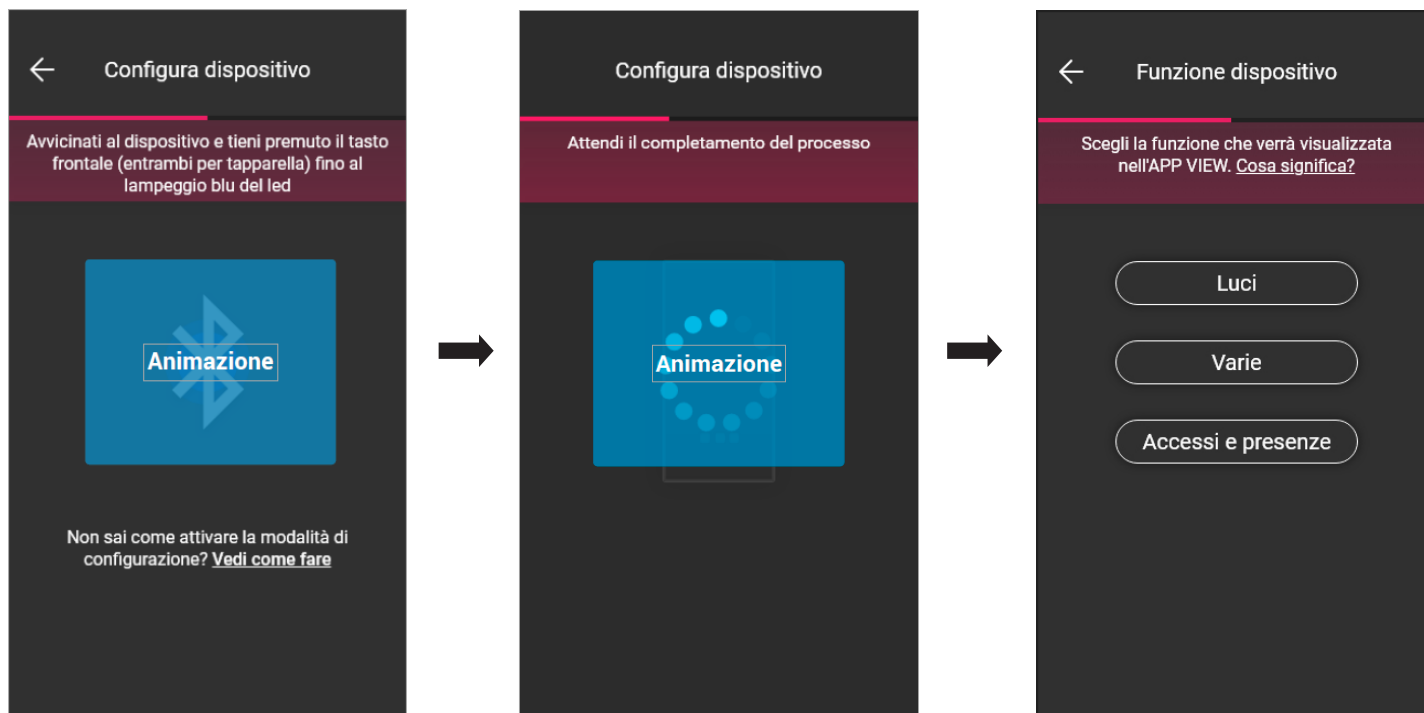 Configura dispositivo
Avvicinati al dispositivo e tieni premuto il tasto
frontale (entrambi per tapparella) fino al
lampeggio blu del led
Animazione
Non sai come attivare la modalità di
configurazione? Vedi come fare
Configura dispositivo
Attendi il completamento del processo
Animazione
Funzione dispositivo
Scegli la funzione che verrà visualizzata
nell'APP VIEW. Cosa significa?
Luci
Varie
Accessi e presenze